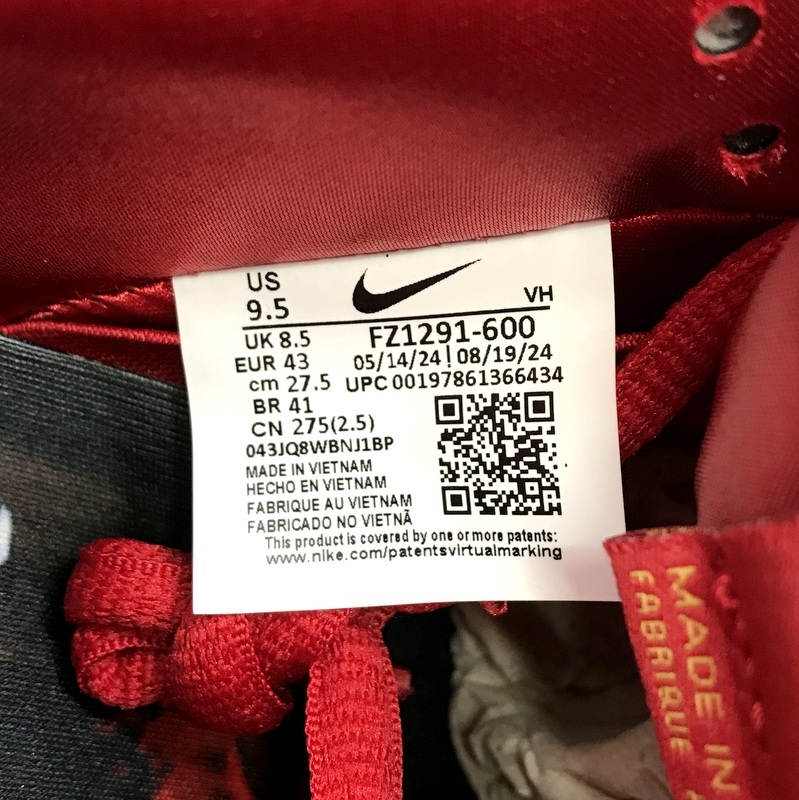 US
9.5
VH
UK 8.5
FZ1291-600
EUR 43
05/14/24 | 08/19/24
cm 27.5
UPC 00197861366434
BR 41
CN 275(2.5)
043JQ8WBNJ1BP
MADE IN VIETNAM
HECHO EN VIETNAM
FABRIQUE AU VIETNAM
FABRICADO NO VIETNÃ
This product is covered by one or more patents:
www.nike.com/patentsvirtualmarking
MADE IN
FABRIQUE